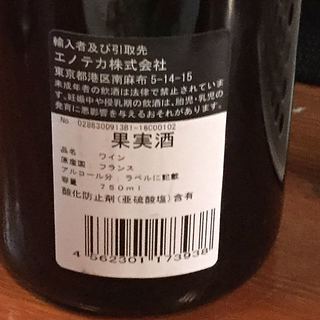 輸入者及び引取先
エノテカ株式会社
東京都港区南麻布5-14-15
未成年者の飲酒は法律で禁止されていま
す。妊娠中や授乳期の飲酒は、胎児・乳児の
発育に悪影響を与えるおそれがあります。
No 0288300913B1-16C00102
果実酒
品名 : ワイン
原産国 : フランス
アルコール分 : ラベルに記載
容量 : 750ml
酸化防止剤(亜硫酸塩)含有
4 562301 173938